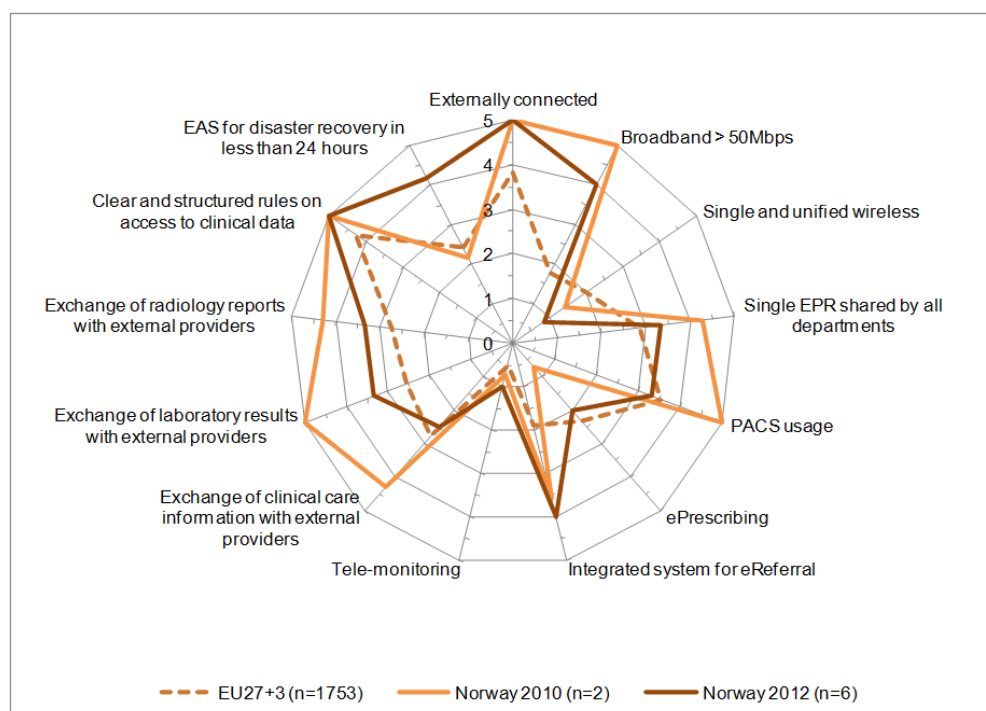 Externally connected
EAS for disaster recovery in
less than 24 hours
Broadband > 50Mbps
Clear and structured rules on
access to clinical data
Single and unified wireless
Exchange of radiology reports
with external providers
Single EPR shared by all
departments
Exchange of laboratory results
with external providers
PACS usage
Exchange of clinical care
information with external
providers
ePrescribing
Tele-monitoring
Integrated system for eReferral
5
4
3
2
1
0
EU27+3 (n=1753)
Norway 2010 (n=2)
Norway 2012 (n=6)